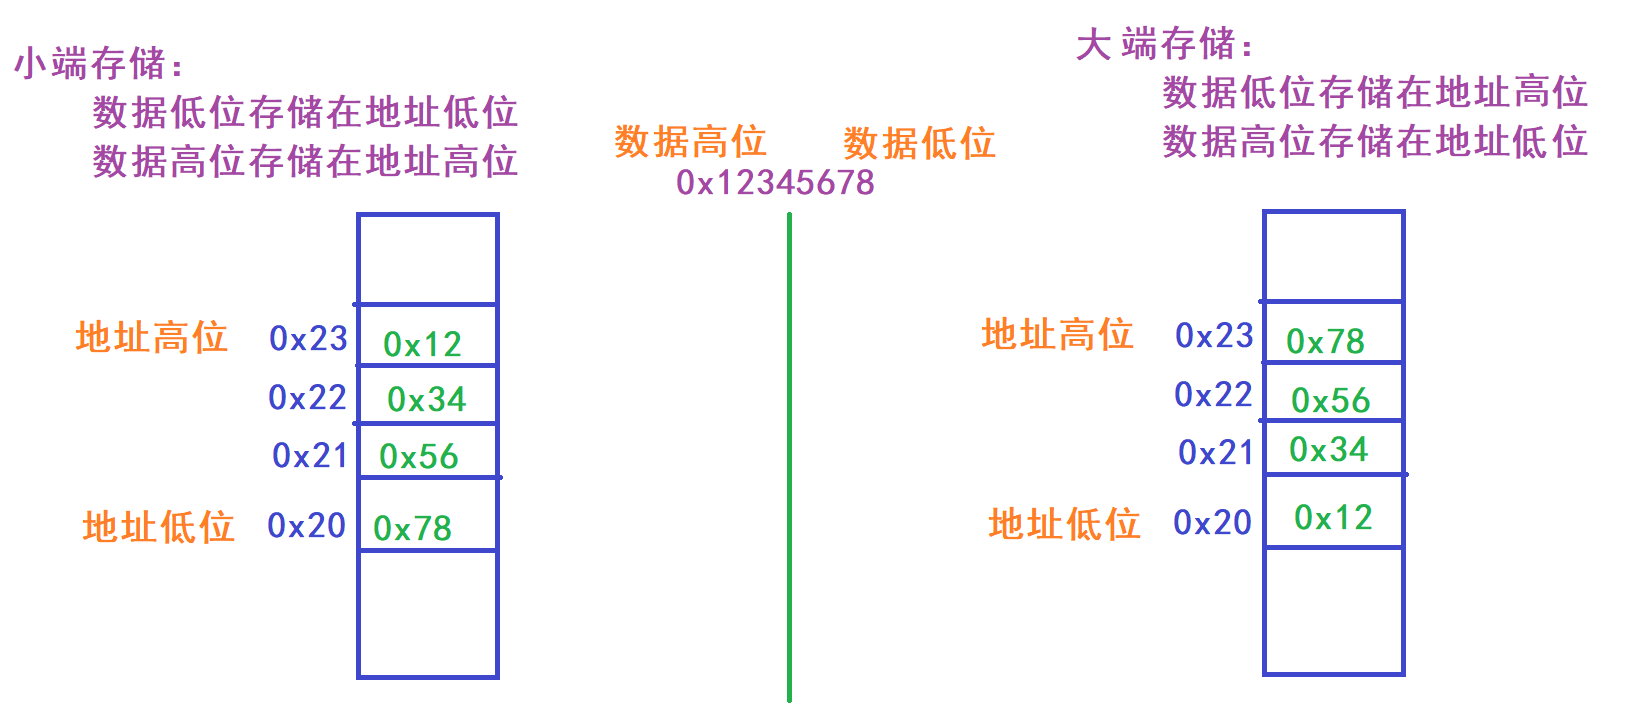 小端存储：
数据低位存储在地址低位
数据高位存储在地址高位
数据高位 数据低位
0x12345678
大端存储：
数据低位存储在地址高位
数据高位存储在地址低位
地址高位 0x23 0x12
0x22 0x34
0x21 0x56
地址低位 0x20 0x78
地址高位 0x23 0x78
0x22 0x56
0x21 0x34
地址低位 0x20 0x12